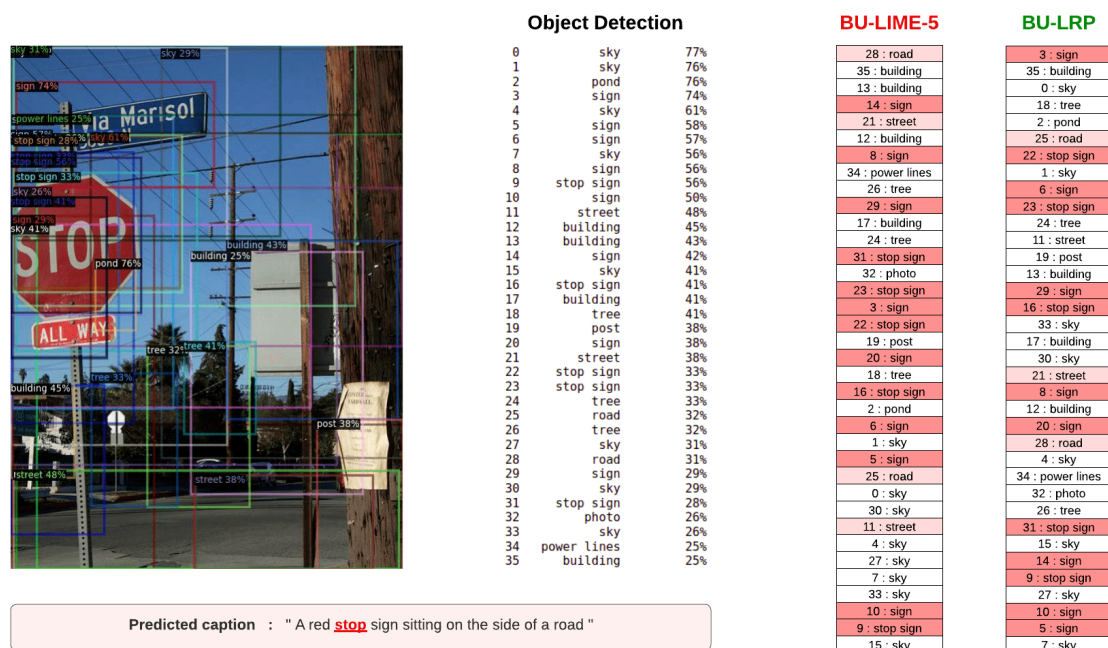 Object Detection
BU-LIME-5
BU-LRP
sky 31%
sky 29%
sign 74%
Via Marisol
power lines 25%
sign 57%
stop sign 28%
sky 61%
stop sign 56%
stop sign 33%
sky 26%
stop sign 41%
sign 29%
sky 41%
STOP
building 43%
building 25%
pond 76%
ALL WAY
tree 32%
tree 41%
tree 33%
building 45%
post 38%
street 48%
street 38%
0 sky 77%
1 sky 76%
2 pond 76%
3 sign 74%
4 sky 61%
5 sign 58%
6 sign 57%
7 sky 56%
8 sign 56%
9 stop sign 56%
10 sign 50%
11 street 48%
12 building 45%
13 building 43%
14 sign 42%
15 sky 41%
16 stop sign 41%
17 building 41%
18 tree 41%
19 post 38%
20 sign 38%
21 street 38%
22 stop sign 33%
23 stop sign 33%
24 tree 33%
25 road 32%
26 tree 32%
27 sky 31%
28 road 31%
29 sign 29%
30 sky 29%
31 stop sign 28%
32 photo 26%
33 sky 26%
34 power lines 25%
35 building 25%
28 : road
35 : building
13 : building
14 : sign
21 : street
12 : building
8 : sign
34 : power lines
26 : tree
29 : sign
17 : building
24 : tree
31 : stop sign
32 : photo
23 : stop sign
3 : sign
22 : stop sign
19 : post
20 : sign
18 : tree
16 : stop sign
2 : pond
6 : sign
1 : sky
5 : sign
25 : road
0 : sky
30 : sky
11 : street
4 : sky
27 : sky
7 : sky
33 : sky
10 : sign
9 : stop sign
15 : sky
3 : sign
35 : building
0 : sky
18 : tree
2 : pond
25 : road
22 : stop sign
1 : sky
6 : sign
23 : stop sign
24 : tree
11 : street
19 : post
13 : building
29 : sign
16 : stop sign
33 : sky
17 : building
30 : sky
21 : street
8 : sign
12 : building
20 : sign
28 : road
4 : sky
34 : power lines
32 : photo
26 : tree
31 : stop sign
15 : sky
14 : sign
9 : stop sign
27 : sky
10 : sign
5 : sign
7 : sky
Predicted caption : " A red stop sign sitting on the side of a road "